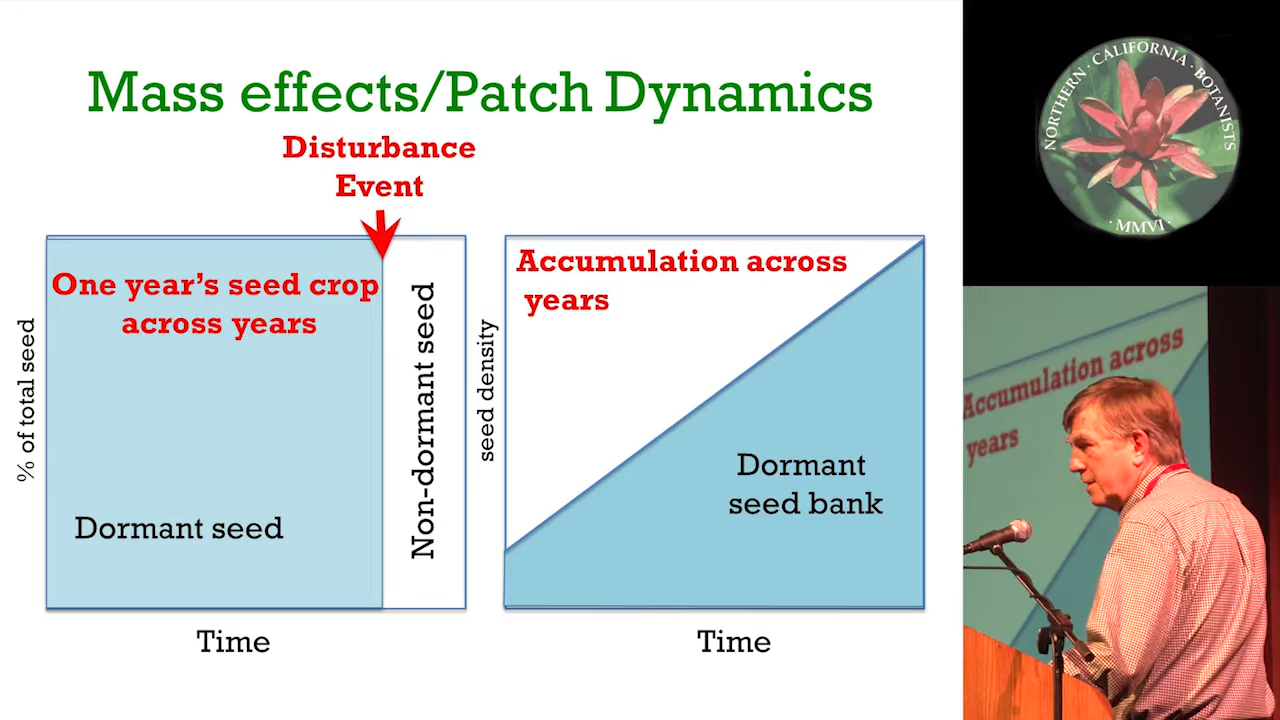 Mass effects/Patch Dynamics
Disturbance
Event
One year's seed crop
across years
% of total seed
Dormant seed
Non-dormant seed
Time
Accumulation across
years
seed density
Dormant
seed bank
Time
NORTHERN · CALIFORNIA · BOTANISTS
· MMVI ·
Accumulation across
years